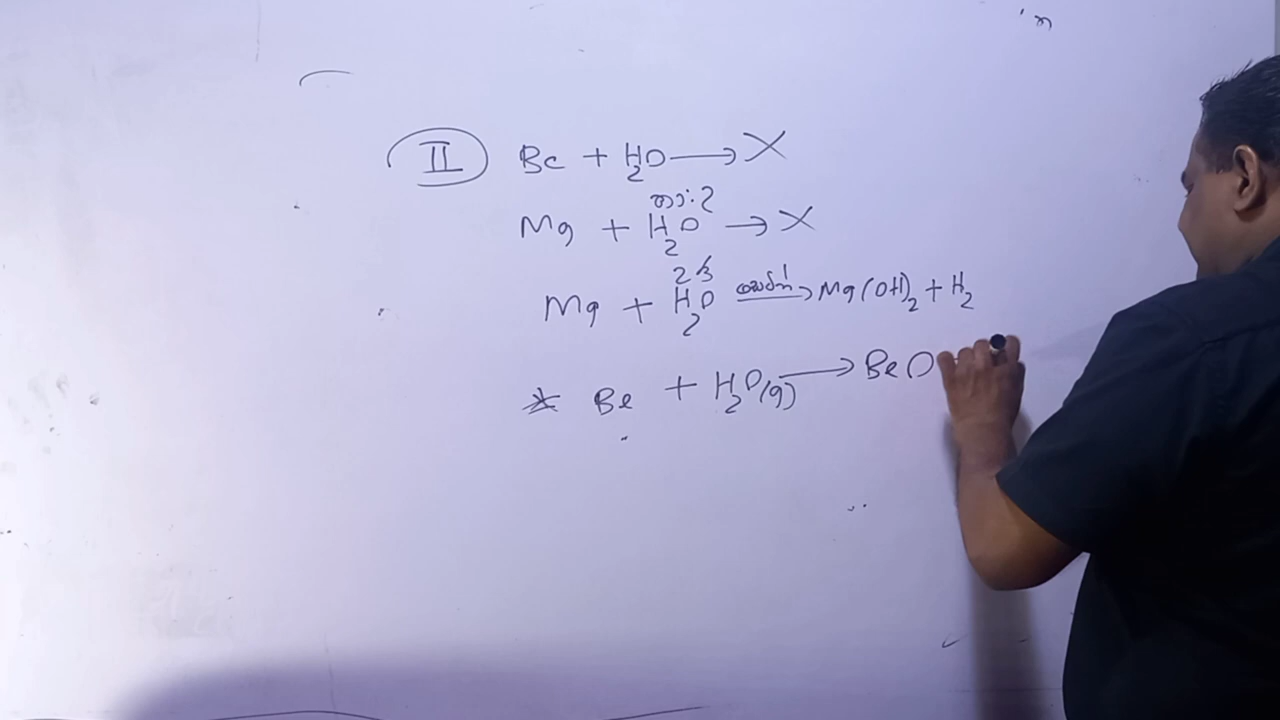 II Be + H₂O ⟶ X
Mg + H₂O → X
Mg + H₂O → Mg(OH)₂ + H₂
* Be + H₂O(g) ⟶ BeO